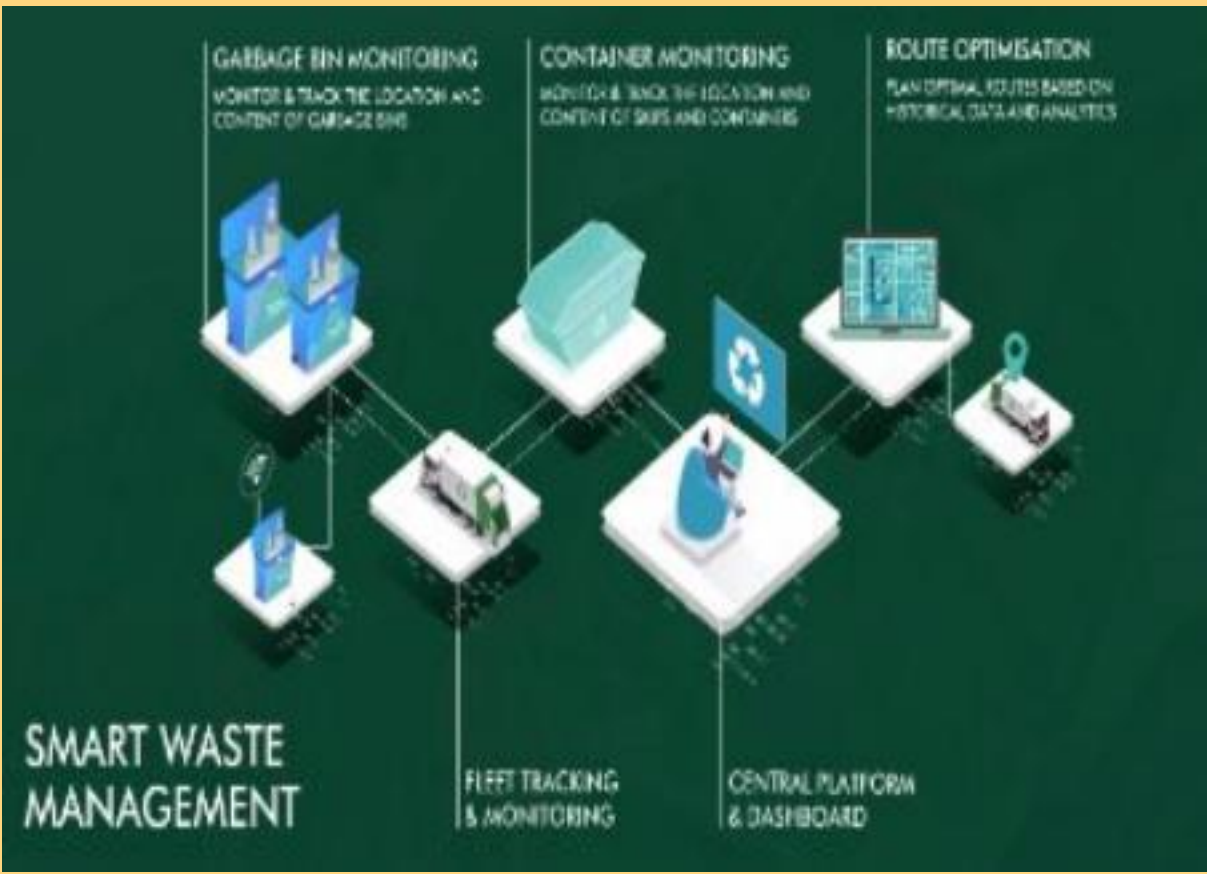 GARBAGE BIN MONITORING
MONITOR & TRACK THE LOCATION AND
CONTENT OF GARBAGE BINS
CONTAINER MONITORING
MONITOR & TRACK THE LOCATION AND
CONTENT OF SKIPS AND CONTAINERS
ROUTE OPTIMISATION
PLAN OPTIMAL ROUTES BASED ON
HISTORICAL DATA AND ANALYTICS
SMART WASTE
MANAGEMENT
FLEET TRACKING
& MONITORING
CENTRAL PLATFORM
& DASHBOARD